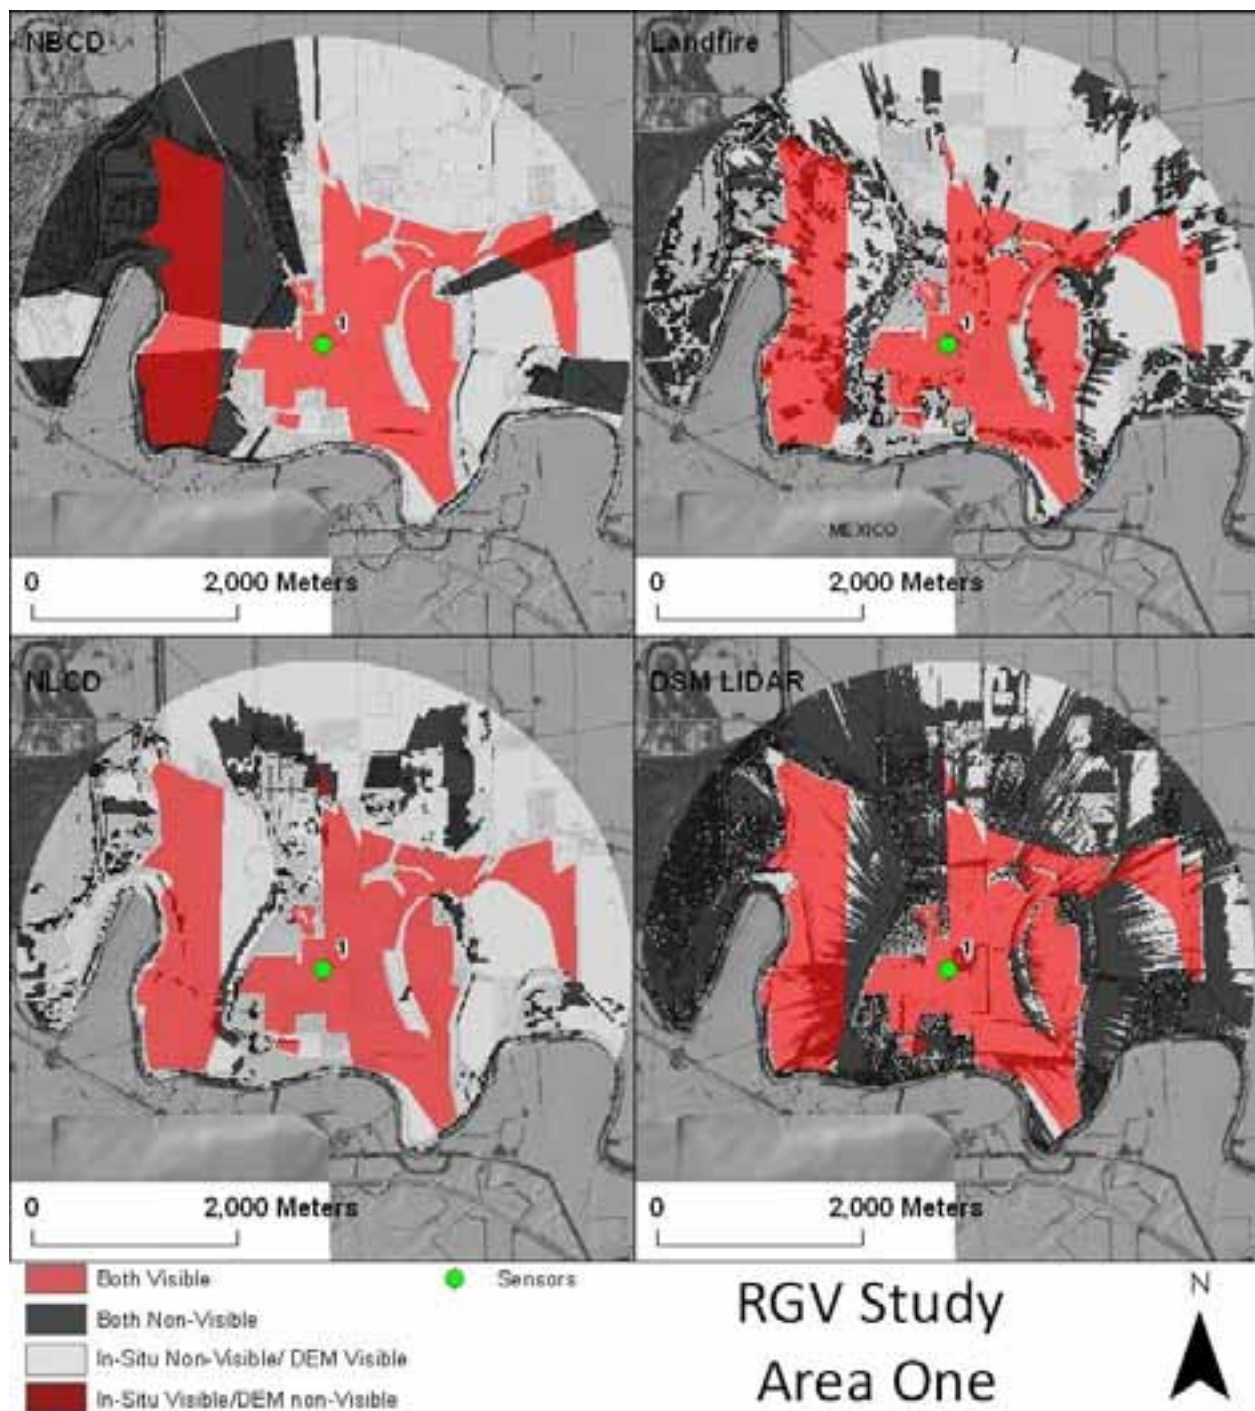 NBCD
Landfire
1
1
MEXICO
0 2,000 Meters
0 2,000 Meters
NLCD
DSM LIDAR
1
1
0 2,000 Meters
0 2,000 Meters
Both Visible
Sensors
Both Non-Visible
In-Situ Non-Visible/ DEM Visible
In-Situ Visible/DEM non-Visible
RGV Study
Area One
N